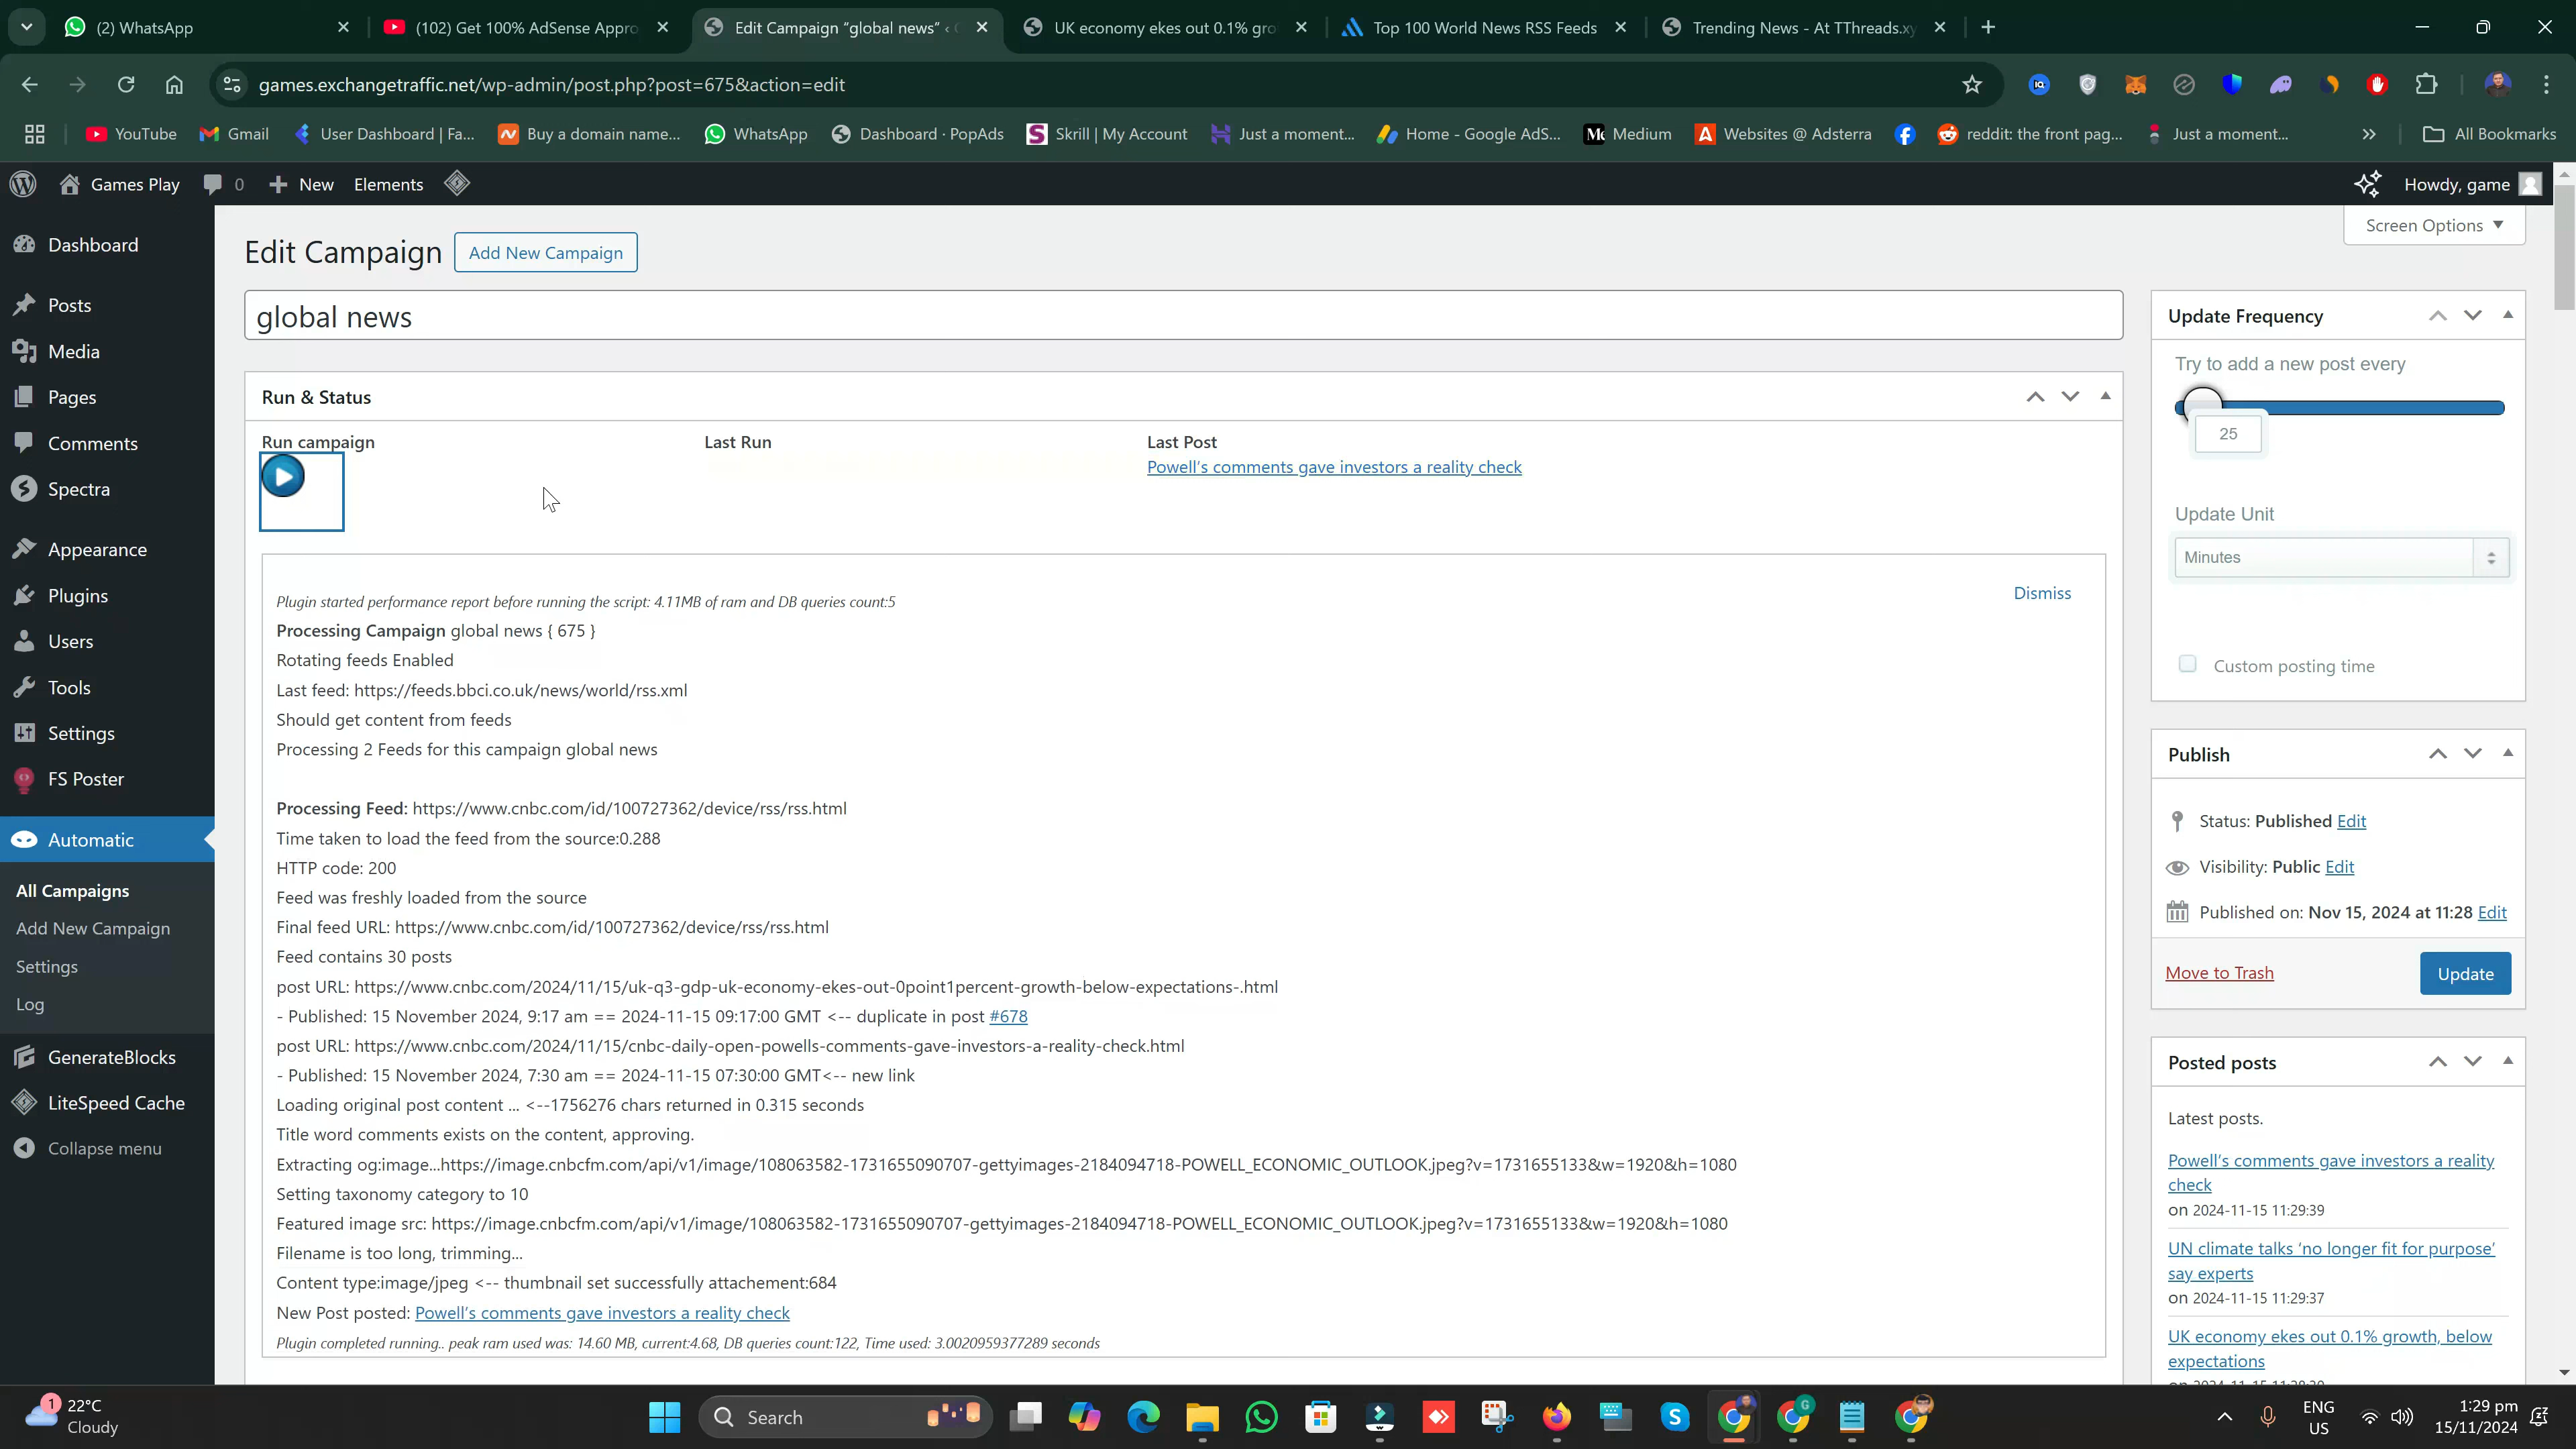 (2) WhatsApp
(102) Get 100% AdSense Appro
Edit Campaign “global news” ‹
UK economy ekes out 0.1% gro
Top 100 World News RSS Feeds
Trending News - At TThreads.xy
games.exchangetraffic.net/wp-admin/post.php?post=675&action=edit
YouTube
Gmail
User Dashboard | Fa...
Buy a domain name...
WhatsApp
Dashboard · PopAds
Skrill | My Account
Just a moment...
Home - Google AdS...
Medium
Websites @ Adsterra
reddit: the front pag...
Just a moment...
All Bookmarks
Games Play
0
New
Elements
Howdy, game
Screen Options
Dashboard
Posts
Media
Pages
Comments
Spectra
Appearance
Plugins
Users
Tools
Settings
FS Poster
Automatic
All Campaigns
Add New Campaign
Settings
Log
GenerateBlocks
LiteSpeed Cache
Collapse menu
Edit Campaign
Add New Campaign
global news
Run & Status
Run campaign
Last Run
Last Post
Powell’s comments gave investors a reality check
Dismiss
Plugin started performance report before running the script: 4.11MB of ram and DB queries count:5
Processing Campaign global news { 675 }
Rotating feeds Enabled
Last feed: https://feeds.bbci.co.uk/news/world/rss.xml
Should get content from feeds
Processing 2 Feeds for this campaign global news
Processing Feed: https://www.cnbc.com/id/100727362/device/rss/rss.html
Time taken to load the feed from the source:0.288
HTTP code: 200
Feed was freshly loaded from the source
Final feed URL: https://www.cnbc.com/id/100727362/device/rss/rss.html
Feed contains 30 posts
post URL: https://www.cnbc.com/2024/11/15/uk-q3-gdp-uk-economy-ekes-out-0point1percent-growth-below-expectations-.html
- Published: 15 November 2024, 9:17 am == 2024-11-15 09:17:00 GMT <-- duplicate in post #678
post URL: https://www.cnbc.com/2024/11/15/cnbc-daily-open-powells-comments-gave-investors-a-reality-check.html
- Published: 15 November 2024, 7:30 am == 2024-11-15 07:30:00 GMT<-- new link
Loading original post content ... <--1756276 chars returned in 0.315 seconds
Title word comments exists on the content, approving.
Extracting og:image...https://image.cnbcfm.com/api/v1/image/108063582-1731655090707-gettyimages-2184094718-POWELL_ECONOMIC_OUTLOOK.jpeg?v=1731655133&w=1920&h=1080
Setting taxonomy category to 10
Featured image src: https://image.cnbcfm.com/api/v1/image/108063582-1731655090707-gettyimages-2184094718-POWELL_ECONOMIC_OUTLOOK.jpeg?v=1731655133&w=1920&h=1080
Filename is too long, trimming...
Content type:image/jpeg <-- thumbnail set successfully attachement:684
New Post posted: Powell’s comments gave investors a reality check
Plugin completed running.. peak ram used was: 14.60 MB, current:4.68, DB queries count:122, Time used: 3.0020959377289 seconds
Update Frequency
Try to add a new post every
25
Update Unit
Minutes
Custom posting time
Publish
Status: Published Edit
Visibility: Public Edit
Published on: Nov 15, 2024 at 11:28 Edit
Move to Trash
Update
Posted posts
Latest posts.
Powell’s comments gave investors a reality
check
on 2024-11-15 11:29:39
UN climate talks ‘no longer fit for purpose’
say experts
on 2024-11-15 11:29:37
UK economy ekes out 0.1% growth, below
expectations
1
22°C
Cloudy
Search
ENG
US
1:29 pm
15/11/2024